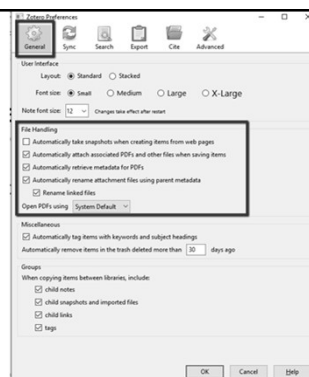 Zotero Preferences
General Sync Search Export Cite Advanced
User Interface
Layout: Standard Stacked
Font size: Small Medium Large X-Large
Note font size: 12 Changes take effect after restart
File Handling
Automatically take snapshots when creating items from web pages
Automatically attach associated PDFs and other files when saving items
Automatically retrieve metadata for PDFs
Automatically rename attachment files using parent metadata
Rename linked files
Open PDFs using System Default
Miscellaneous
Automatically tag items with keywords and subject headings
Automatically remove items in the trash deleted more than 30 days ago
Groups
When copying items between libraries, include:
child notes
child snapshots and imported files
child links
tags
OK Cancel Help